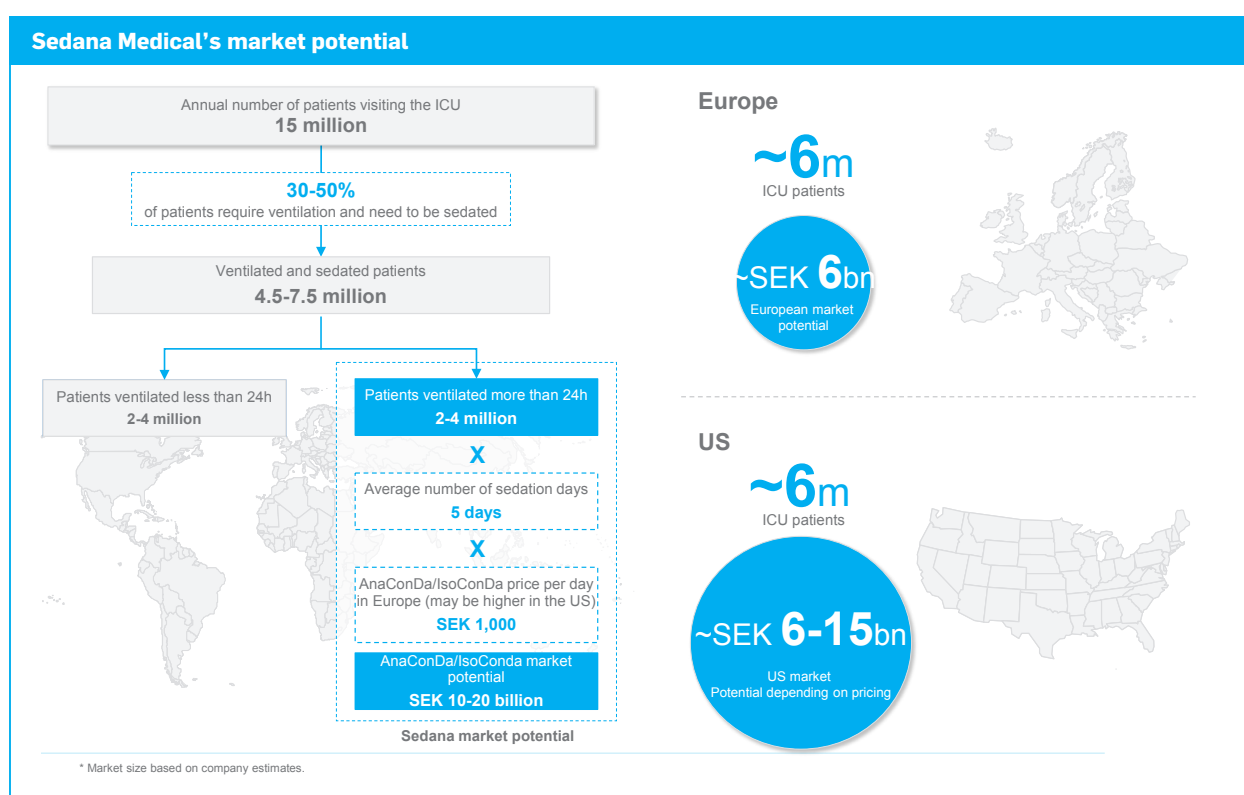 Sedana Medical's market potential
Annual number of patients visiting the ICU
15 million
30-50%
of patients require ventilation and need to be sedated
Ventilated and sedated patients
4.5-7.5 million
Patients ventilated less than 24h
2-4 million
Patients ventilated more than 24h
2-4 million
X
Average number of sedation days
5 days
X
AnaConDa/IsoConDa price per day
in Europe (may be higher in the US)
SEK 1,000
AnaConDa/IsoConda market
potential
SEK 10-20 billion
Sedana market potential
* Market size based on company estimates.
Europe
~6m
ICU patients
~SEK 6bn
European market
potential
US
~6m
ICU patients
~SEK 6-15bn
US market
Potential depending on pricing